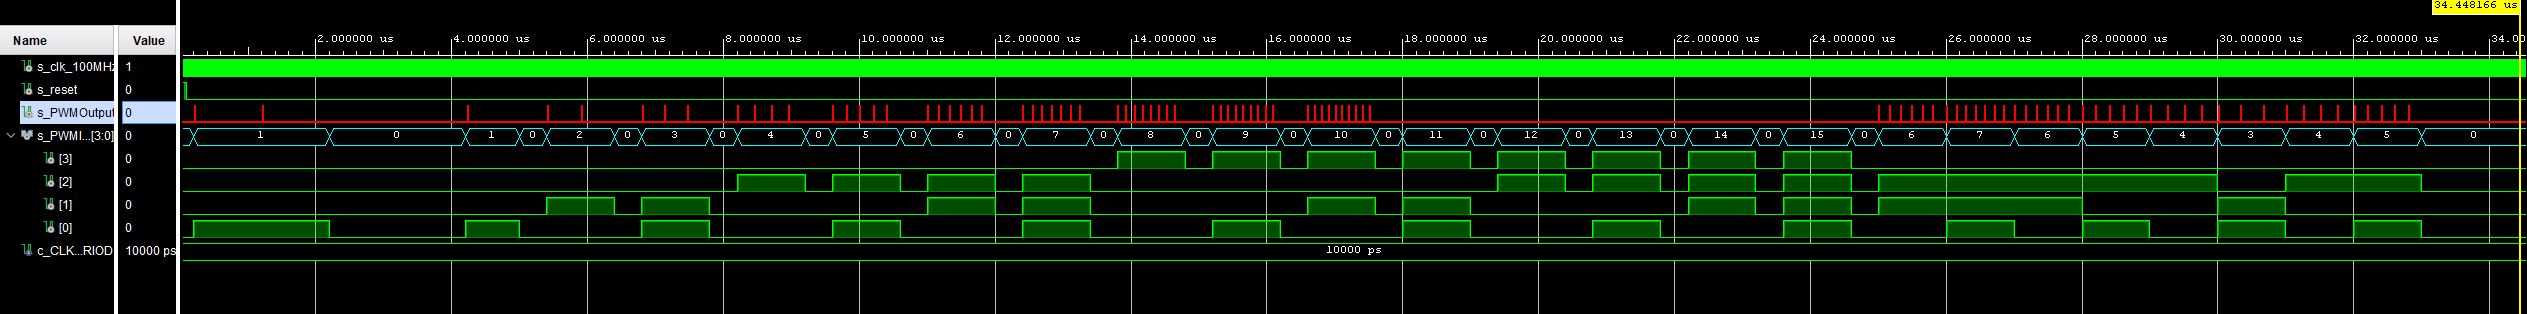 34.448166 us
Name Value
2.000000 us 4.000000 us 6.000000 us 8.000000 us 10.000000 us 12.000000 us 14.000000 us 16.000000 us 18.000000 us 20.000000 us 22.000000 us 24.000000 us 26.000000 us 28.000000 us 30.000000 us 32.000000 us 34.00
s_clk_100MHz 1
s_reset 0
s_PWMOutput 0
s_PWMI...[3:0] 0 1 0 1 0 2 0 3 0 4 0 5 0 6 0 7 0 8 0 9 0 10 0 11 0 12 0 13 0 14 0 15 0 6 7 6 5 4 3 4 5 0
[3] 0
[2] 0
[1] 0
[0] 0
c_CLK...RIOD 10000 ps 10000 ps